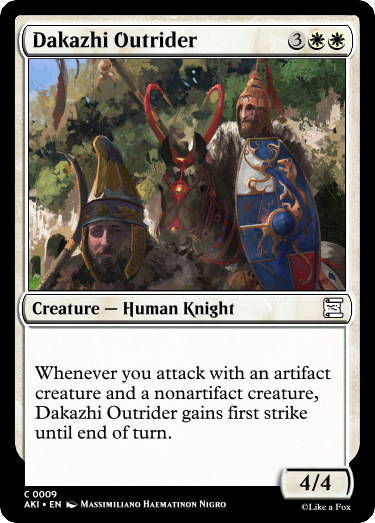 Dakazhi Outrider 3
Creature — Human Knight
Whenever you attack with an artifact
creature and a nonartifact creature,
Dakazhi Outrider gains first strike
until end of turn.
4/4
C 0009
AKI • EN Massimiliano Haematinon Nigro
©Like a Fox